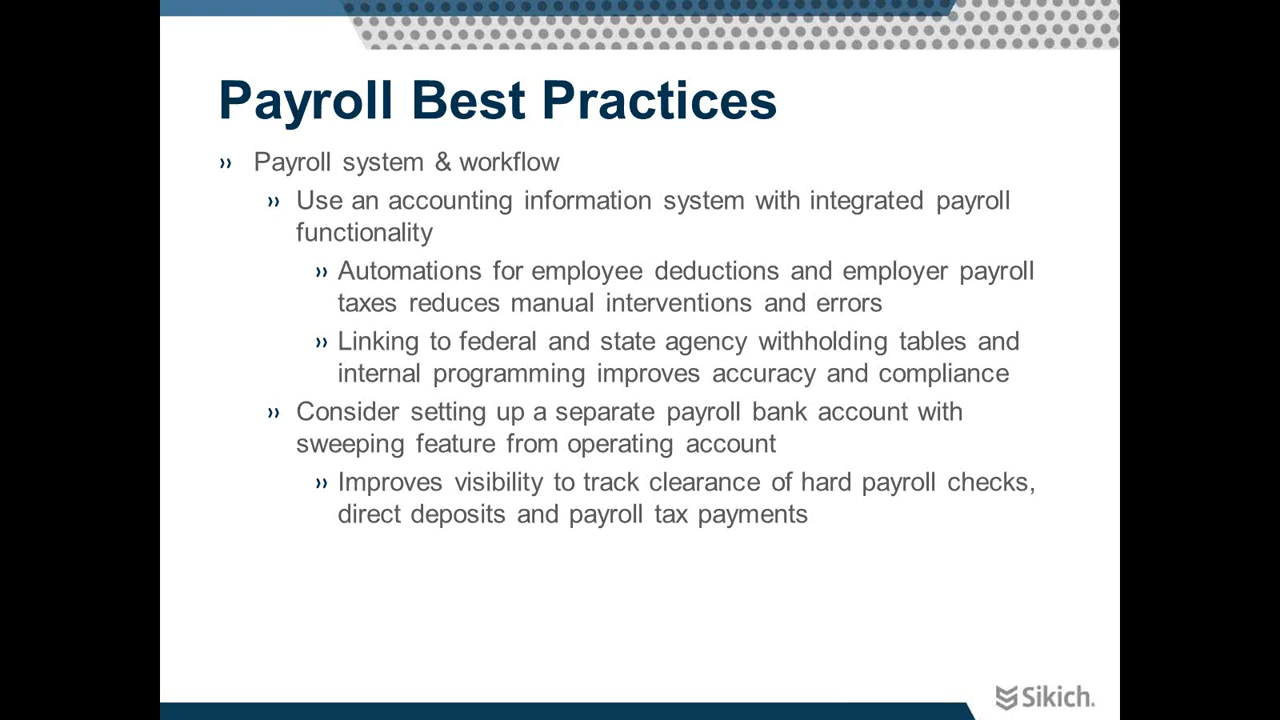 Payroll Best Practices
» Payroll system & workflow
» Use an accounting information system with integrated payroll
functionality
» Automations for employee deductions and employer payroll
taxes reduces manual interventions and errors
» Linking to federal and state agency withholding tables and
internal programming improves accuracy and compliance
» Consider setting up a separate payroll bank account with
sweeping feature from operating account
» Improves visibility to track clearance of hard payroll checks,
direct deposits and payroll tax payments
Sikich.